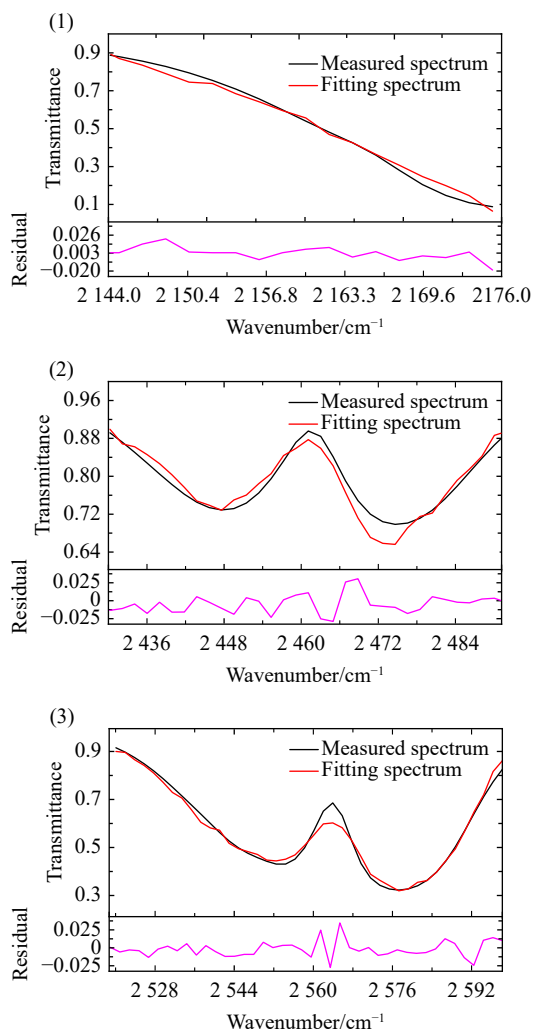 (1)
0.9
0.7
0.5
0.3
0.1
Transmittance
Measured spectrum
Fitting spectrum
0.026
0.003
−0.020
Residual
2 144.0 2 150.4 2 156.8 2 163.3 2 169.6 2176.0
Wavenumber/cm⁻¹
(2)
0.96
0.88
0.80
0.72
0.64
Transmittance
Measured spectrum
Fitting spectrum
0.025
0
−0.025
Residual
2 436 2 448 2 460 2 472 2 484
Wavenumber/cm⁻¹
(3)
0.9
0.7
0.5
0.3
Transmittance
Measured spectrum
Fitting spectrum
0.025
0
−0.025
Residual
2 528 2 544 2 560 2 576 2 592
Wavenumber/cm⁻¹